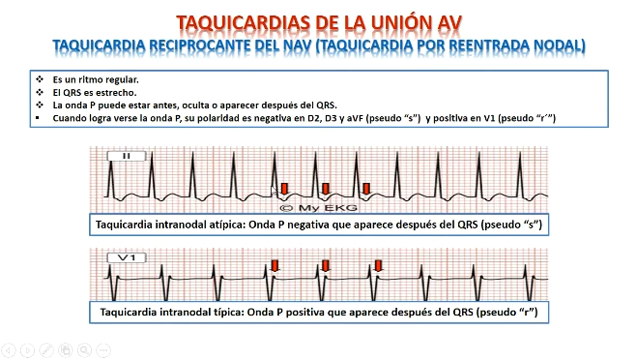 TAQUICARDIAS DE LA UNIÓN AV
TAQUICARDIA RECIPROCANTE DEL NAV (TAQUICARDIA POR REENTRADA NODAL)
Es un ritmo regular.
El QRS es estrecho.
La onda P puede estar antes, oculta o aparecer después del QRS.
Cuando logra verse la onda P, su polaridad es negativa en D2, D3 y aVF (pseudo “s”) y positiva en V1 (pseudo “r´”)
II
© My EKG
Taquicardia intranodal atípica: Onda P negativa que aparece después del QRS (pseudo “s”)
V1
Taquicardia intranodal típica: Onda P positiva que aparece después del QRS (pseudo “r”)